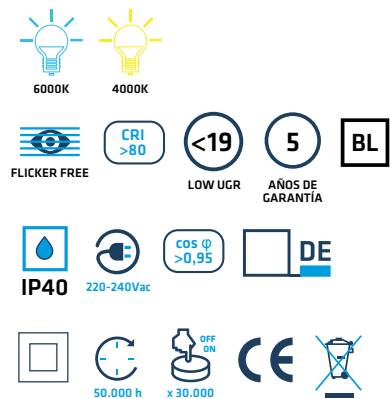 6000K
4000K
CRI
>80
<19
5
BL
FLICKER FREE
LOW UGR
AÑOS DE
GARANTÍA
cos φ
>0,95
DE
IP40
220-240Vac
OFF
ON
CE
50.000 h
x 30.000